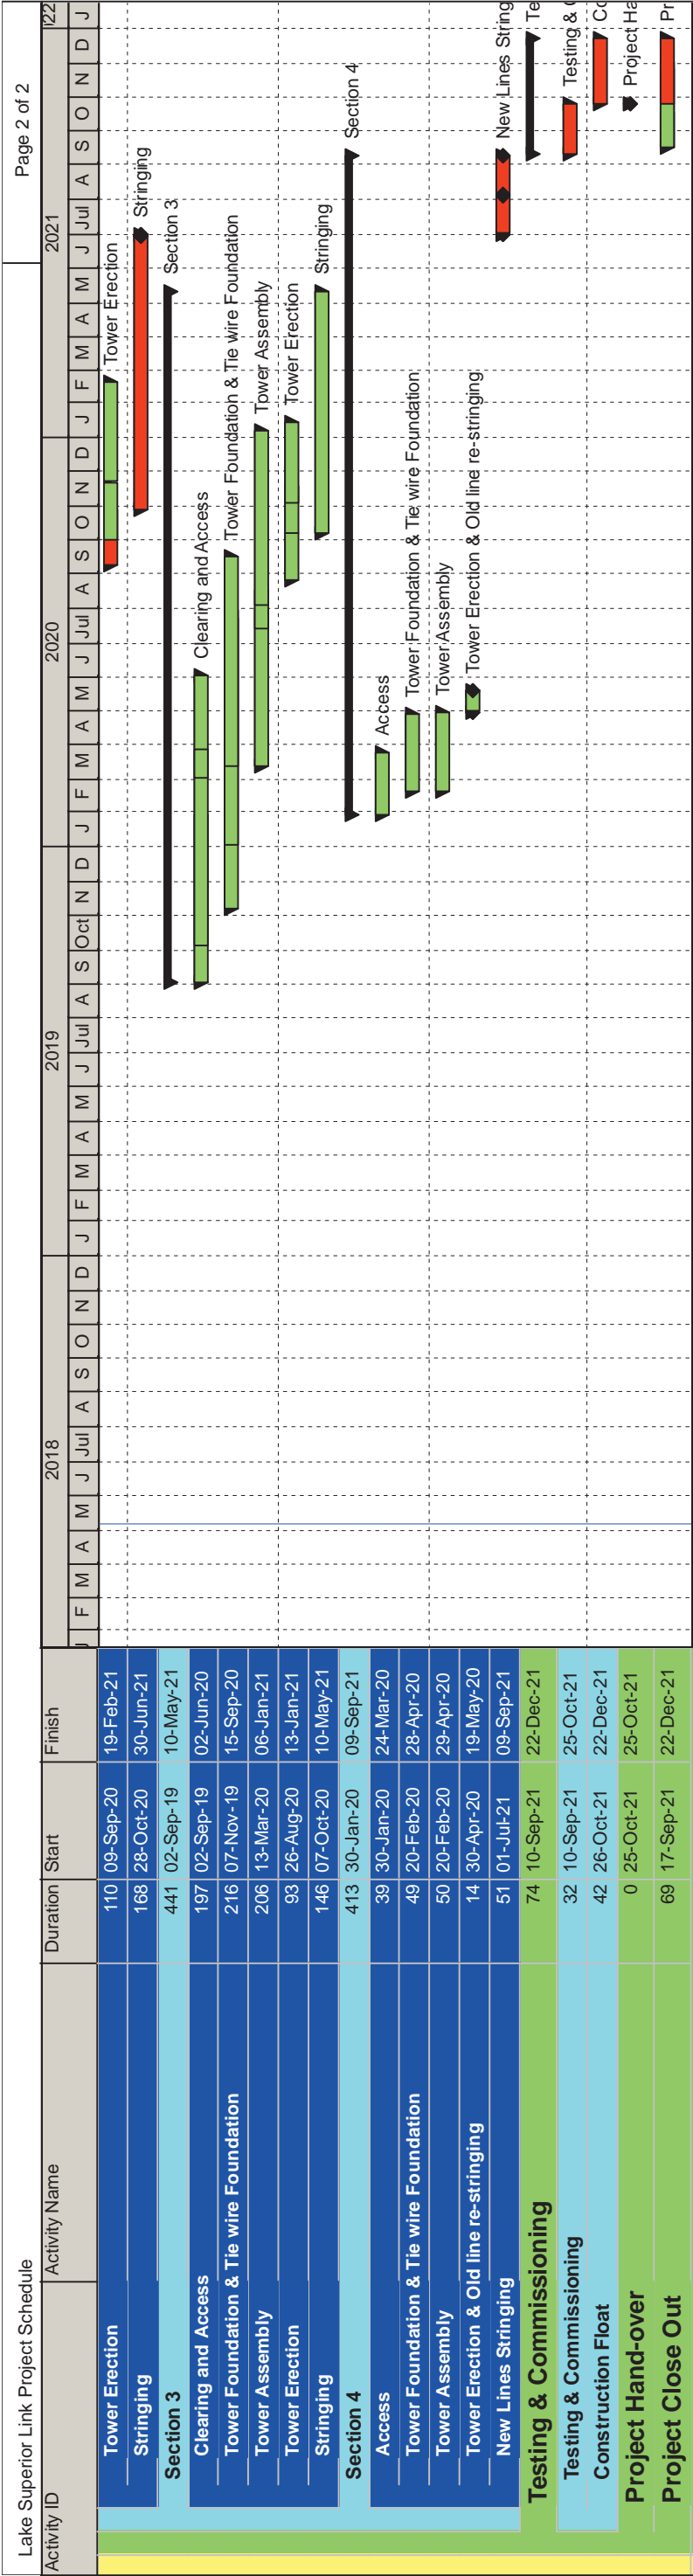 Page 2 of 2
Lake Superior Link Project Schedule
Activity ID Activity Name Duration Start Finish 2018 2019 2020 2021 022
J F M A M J Jul A S O N D J F M A M J Jul A S Oct N D J F M A M J Jul A S O N D J F M A M J Jul A S O N D J
Tower Erection 110 09-Sep-20 19-Feb-21 Tower Erection
Stringing 168 28-Oct-20 30-Jun-21 Stringing
Section 3 441 02-Sep-19 10-May-21 Section 3
Clearing and Access 197 02-Sep-19 02-Jun-20 Clearing and Access
Tower Foundation & Tie wire Foundation 216 07-Nov-19 15-Sep-20 Tower Foundation & Tie wire Foundation
Tower Assembly 206 13-Mar-20 06-Jan-21 Tower Assembly
Tower Erection 93 26-Aug-20 13-Jan-21 Tower Erection
Stringing 146 07-Oct-20 10-May-21 Stringing
Section 4 413 30-Jan-20 09-Sep-21 Section 4
Access 39 30-Jan-20 24-Mar-20 Access
Tower Foundation & Tie wire Foundation 49 20-Feb-20 28-Apr-20 Tower Foundation & Tie wire Foundation
Tower Assembly 50 20-Feb-20 29-Apr-20 Tower Assembly
Tower Erection & Old line re-stringing 14 30-Apr-20 19-May-20 Tower Erection & Old line re-stringing
New Lines Stringing 51 01-Jul-21 09-Sep-21 New Lines String
Testing & Commissioning 74 10-Sep-21 22-Dec-21 Te
Testing & Commissioning 32 10-Sep-21 25-Oct-21 Testing & C
Construction Float 42 26-Oct-21 22-Dec-21 Co
Project Hand-over 0 25-Oct-21 25-Oct-21 Project Ha
Project Close Out 69 17-Sep-21 22-Dec-21 Pr